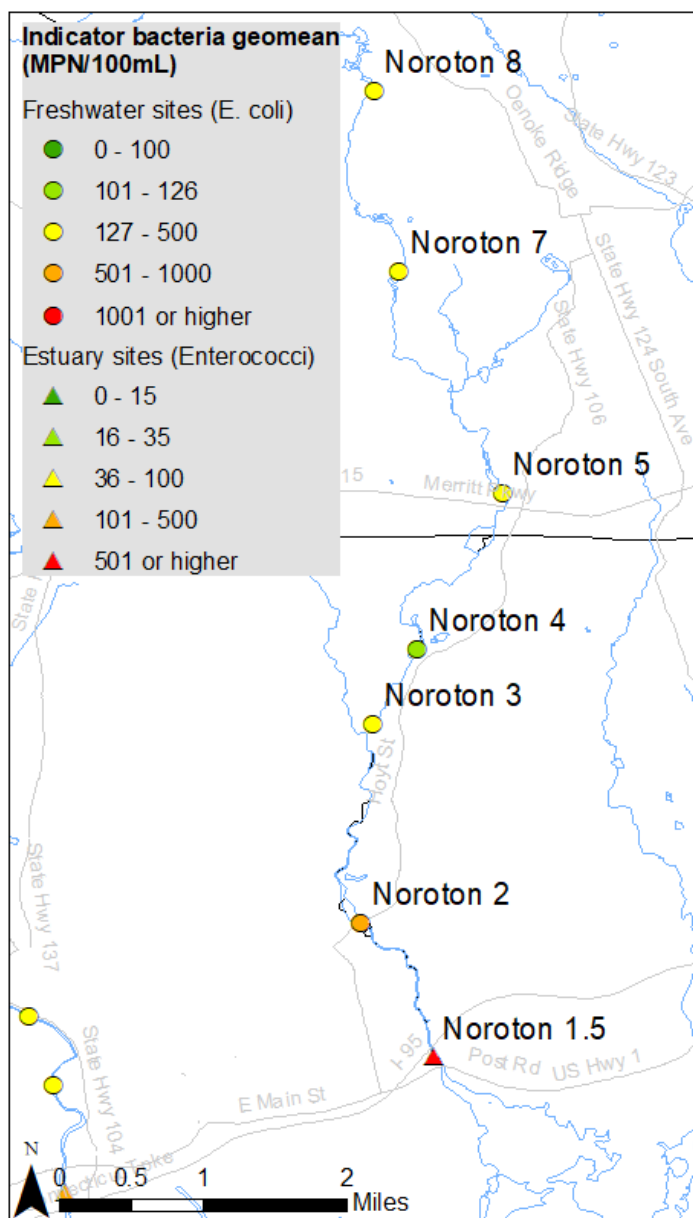 Indicator bacteria geomean
(MPN/100mL)
Freshwater sites (E. coli)
0 - 100
101 - 126
127 - 500
501 - 1000
1001 or higher
Estuary sites (Enterococci)
0 - 15
16 - 35
36 - 100
101 - 500
501 or higher
Noroton 8
Oenoke Ridge
State Hwy 123
Noroton 7
State Hwy 124 South Ave
State Hwy 106
Noroton 5
15
Merritt Pkwy
State
Noroton 4
Noroton 3
Hoyt St
Noroton 2
State Hwy 137
Noroton 1.5
I-95
Post Rd
US Hwy 1
E Main St
State Hwy 104
N
0 0.5 1 2
Miles